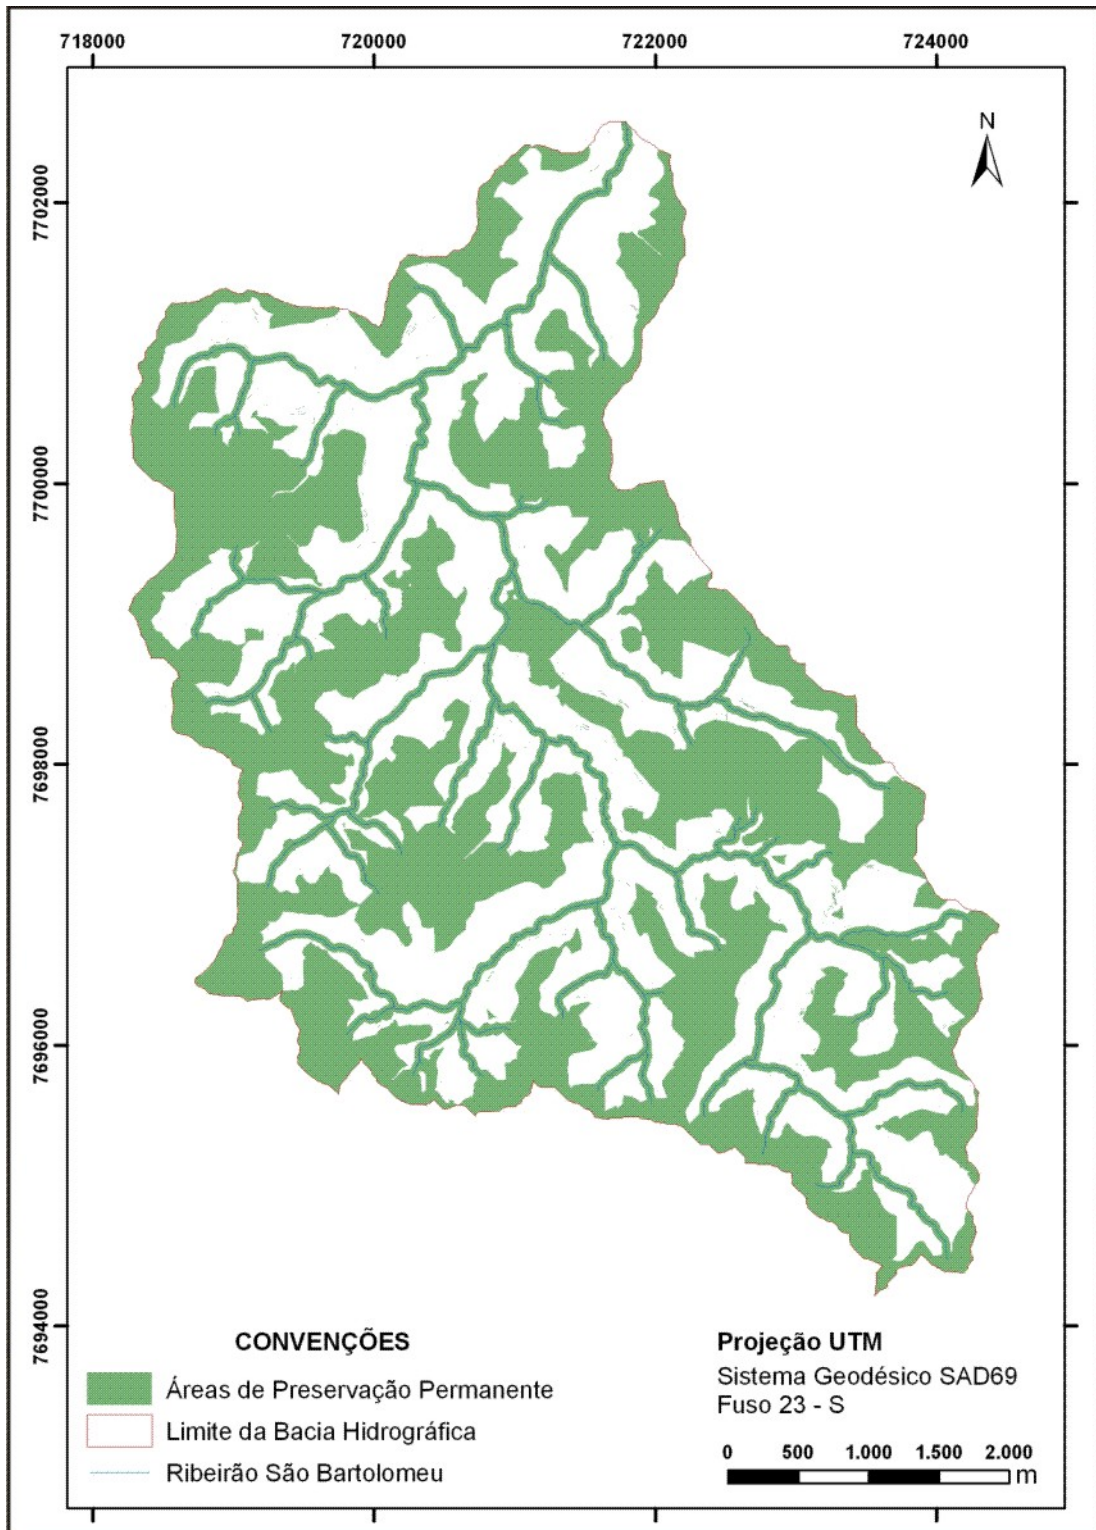 718000 720000 722000 724000
N
7702000
7700000
7698000
7696000
7694000
CONVENÇÕES
Áreas de Preservação Permanente
Limite da Bacia Hidrográfica
Ribeirão São Bartolomeu
Projeção UTM
Sistema Geodésico SAD69
Fuso 23 - S
0 500 1.000 1.500 2.000
m